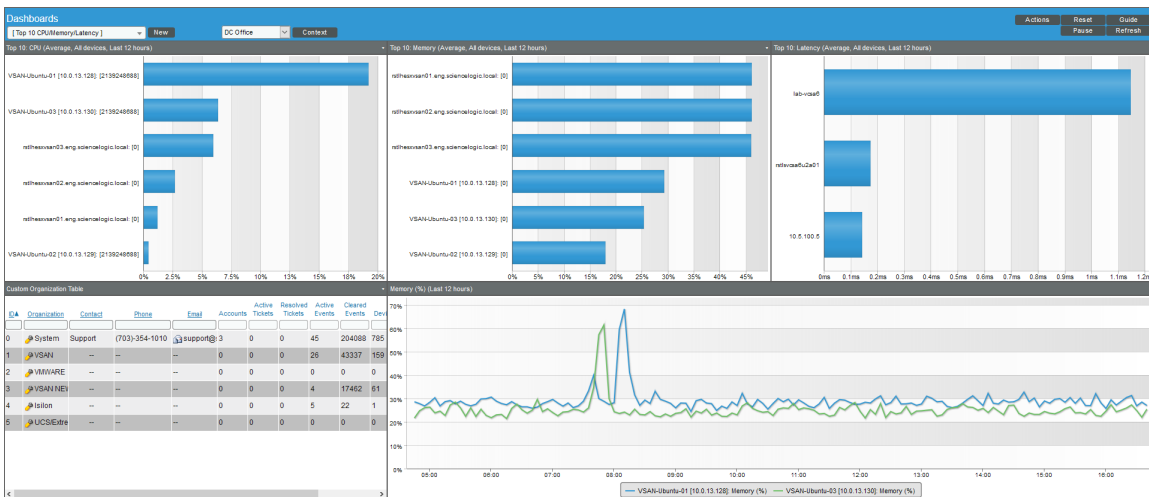 Dashboards
[ Top 10 CPU/Memory/Latency ] New DC Office Context Actions Reset Guide
Pause Refresh
Top 10: CPU (Average, All devices, Last 12 hours)
VSAN-Ubuntu-01 [10.0.13.128]: [2139248688]
VSAN-Ubuntu-03 [10.0.13.130]: [2139248688]
rstlhesxvsan03.eng.sciencelogic.local: [0]
rstlhesxvsan02.eng.sciencelogic.local: [0]
rstlhesxvsan01.eng.sciencelogic.local: [0]
VSAN-Ubuntu-02 [10.0.13.129]: [2139248688]
0% 2.5% 5% 7.5% 10% 13% 15% 18% 20%
Top 10: Memory (Average, All devices, Last 12 hours)
rstlhesxvsan01.eng.sciencelogic.local: [0]
rstlhesxvsan02.eng.sciencelogic.local: [0]
rstlhesxvsan03.eng.sciencelogic.local: [0]
VSAN-Ubuntu-01 [10.0.13.128]: [0]
VSAN-Ubuntu-03 [10.0.13.130]: [0]
VSAN-Ubuntu-02 [10.0.13.129]: [0]
0% 5% 10% 15% 20% 25% 30% 35% 40% 45%
Top 10: Latency (Average, All devices, Last 12 hours)
lab-vcsa6
rstlsvcsa6u2a01
10.5.100.5
0ms 0.1ms 0.2ms 0.3ms 0.4ms 0.5ms 0.6ms 0.7ms 0.8ms 0.9ms 1ms 1.1ms 1.2m
Custom Organization Table
ID Organization Contact Phone Email Accounts Active Tickets Resolved Tickets Active Events Cleared Events Devi
0 System Support (703)-354-1010 support@ 3 0 0 45 204088 785
1 VSAN -- -- -- 0 0 0 26 43337 159
2 VMWARE -- -- -- 0 0 0 0 0 0
3 VSAN NE -- -- -- 0 0 0 4 17462 61
4 Isilon -- -- -- 0 0 0 5 22 1
5 UCS/Extre -- -- -- 0 0 0 0 0 0
Memory (%) (Last 12 hours)
70%
60%
50%
40%
30%
20%
10%
0%
05:00 06:00 07:00 08:00 09:00 10:00 11:00 12:00 13:00 14:00 15:00 16:00
VSAN-Ubuntu-01 [10.0.13.128]: Memory (%) VSAN-Ubuntu-03 [10.0.13.130]: Memory (%)